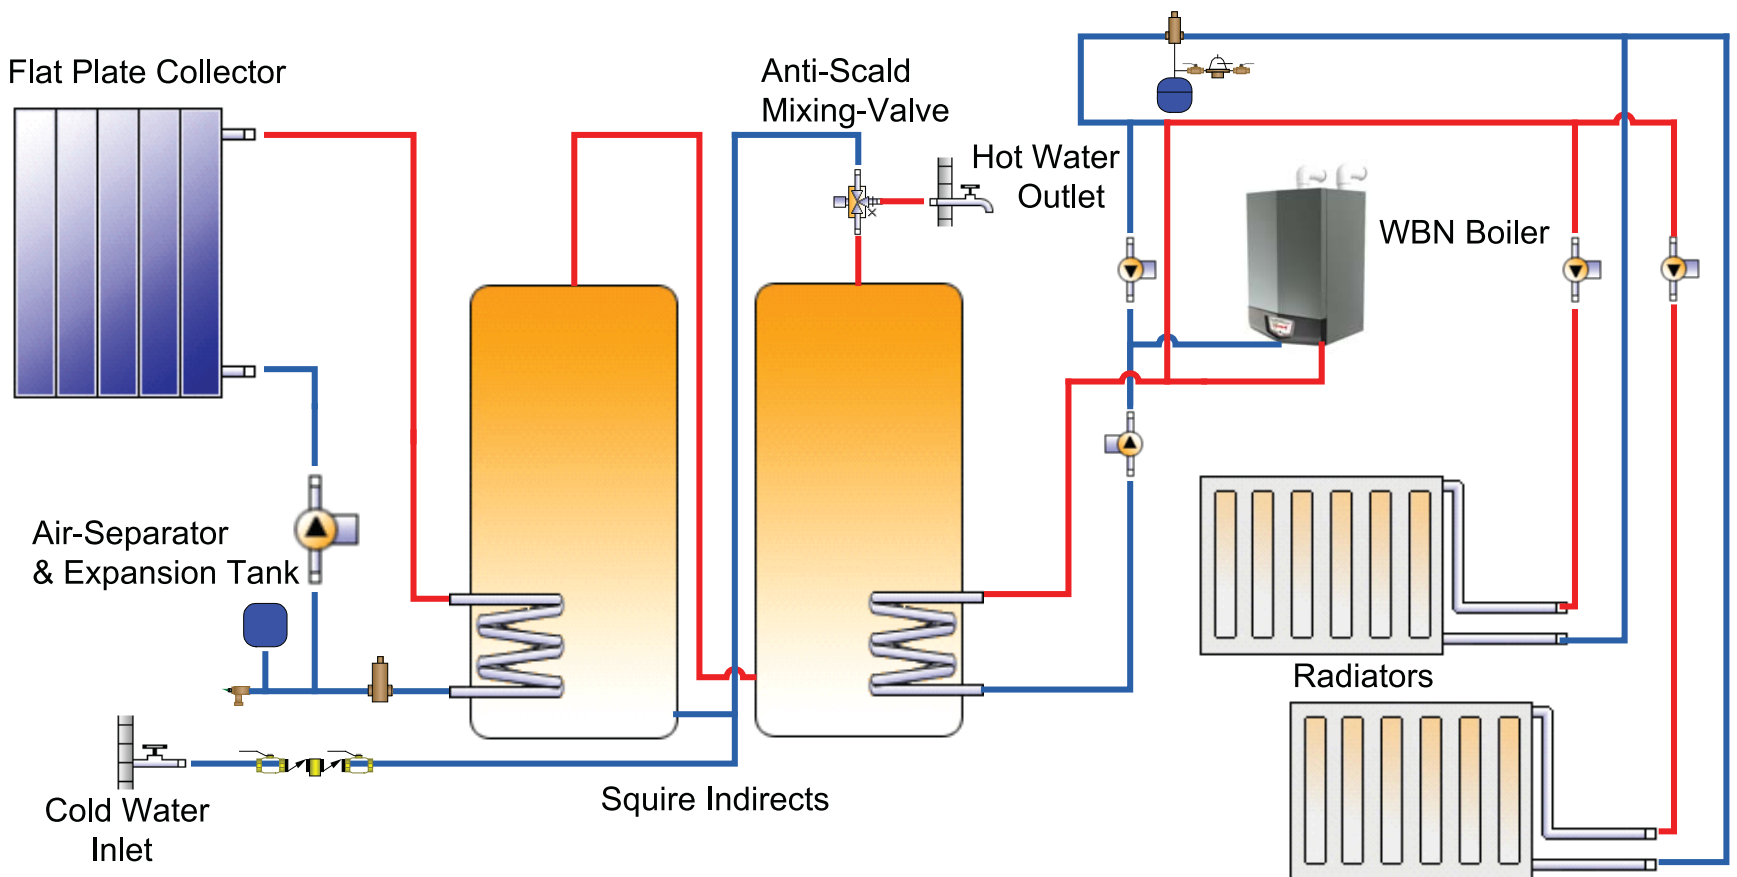 Flat Plate Collector
Anti-Scald
Mixing-Valve
Hot Water
Outlet
WBN Boiler
Air-Separator
& Expansion Tank
Radiators
Squire Indirects
Cold Water
Inlet